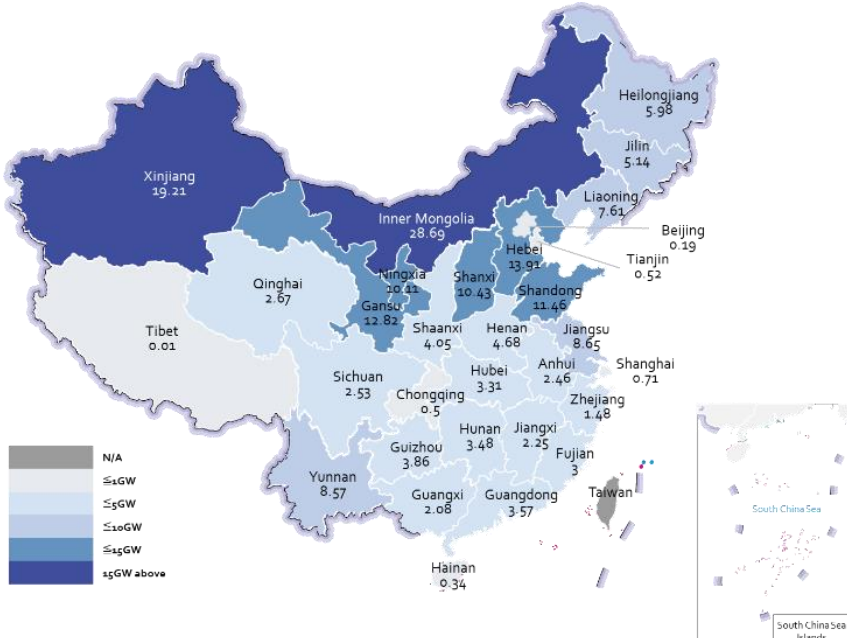 Heilongjiang
5.98
Jilin
5.14
Liaoning
7.61
Xinjiang
19.21
Inner Mongolia
28.69
Beijing
0.19
Hebei
13.91
Tianjin
0.52
Qinghai
2.67
Ningxia
10.11
Shanxi
10.43
Shandong
11.46
Gansu
12.82
Tibet
0.01
Shaanxi
4.05
Henan
4.68
Jiangsu
8.65
Sichuan
2.53
Hubei
3.31
Anhui
2.46
Shanghai
0.71
Chongqing
0.5
Zhejiang
1.48
Guizhou
3.86
Hunan
3.48
Jiangxi
2.25
Fujian
3
Yunnan
8.57
Guangxi
2.08
Guangdong
3.57
Taiwan
Hainan
0.34
N/A
≦1GW
≦5GW
≦10GW
≦15GW
15GW above
South China Sea
South China Sea
Islands